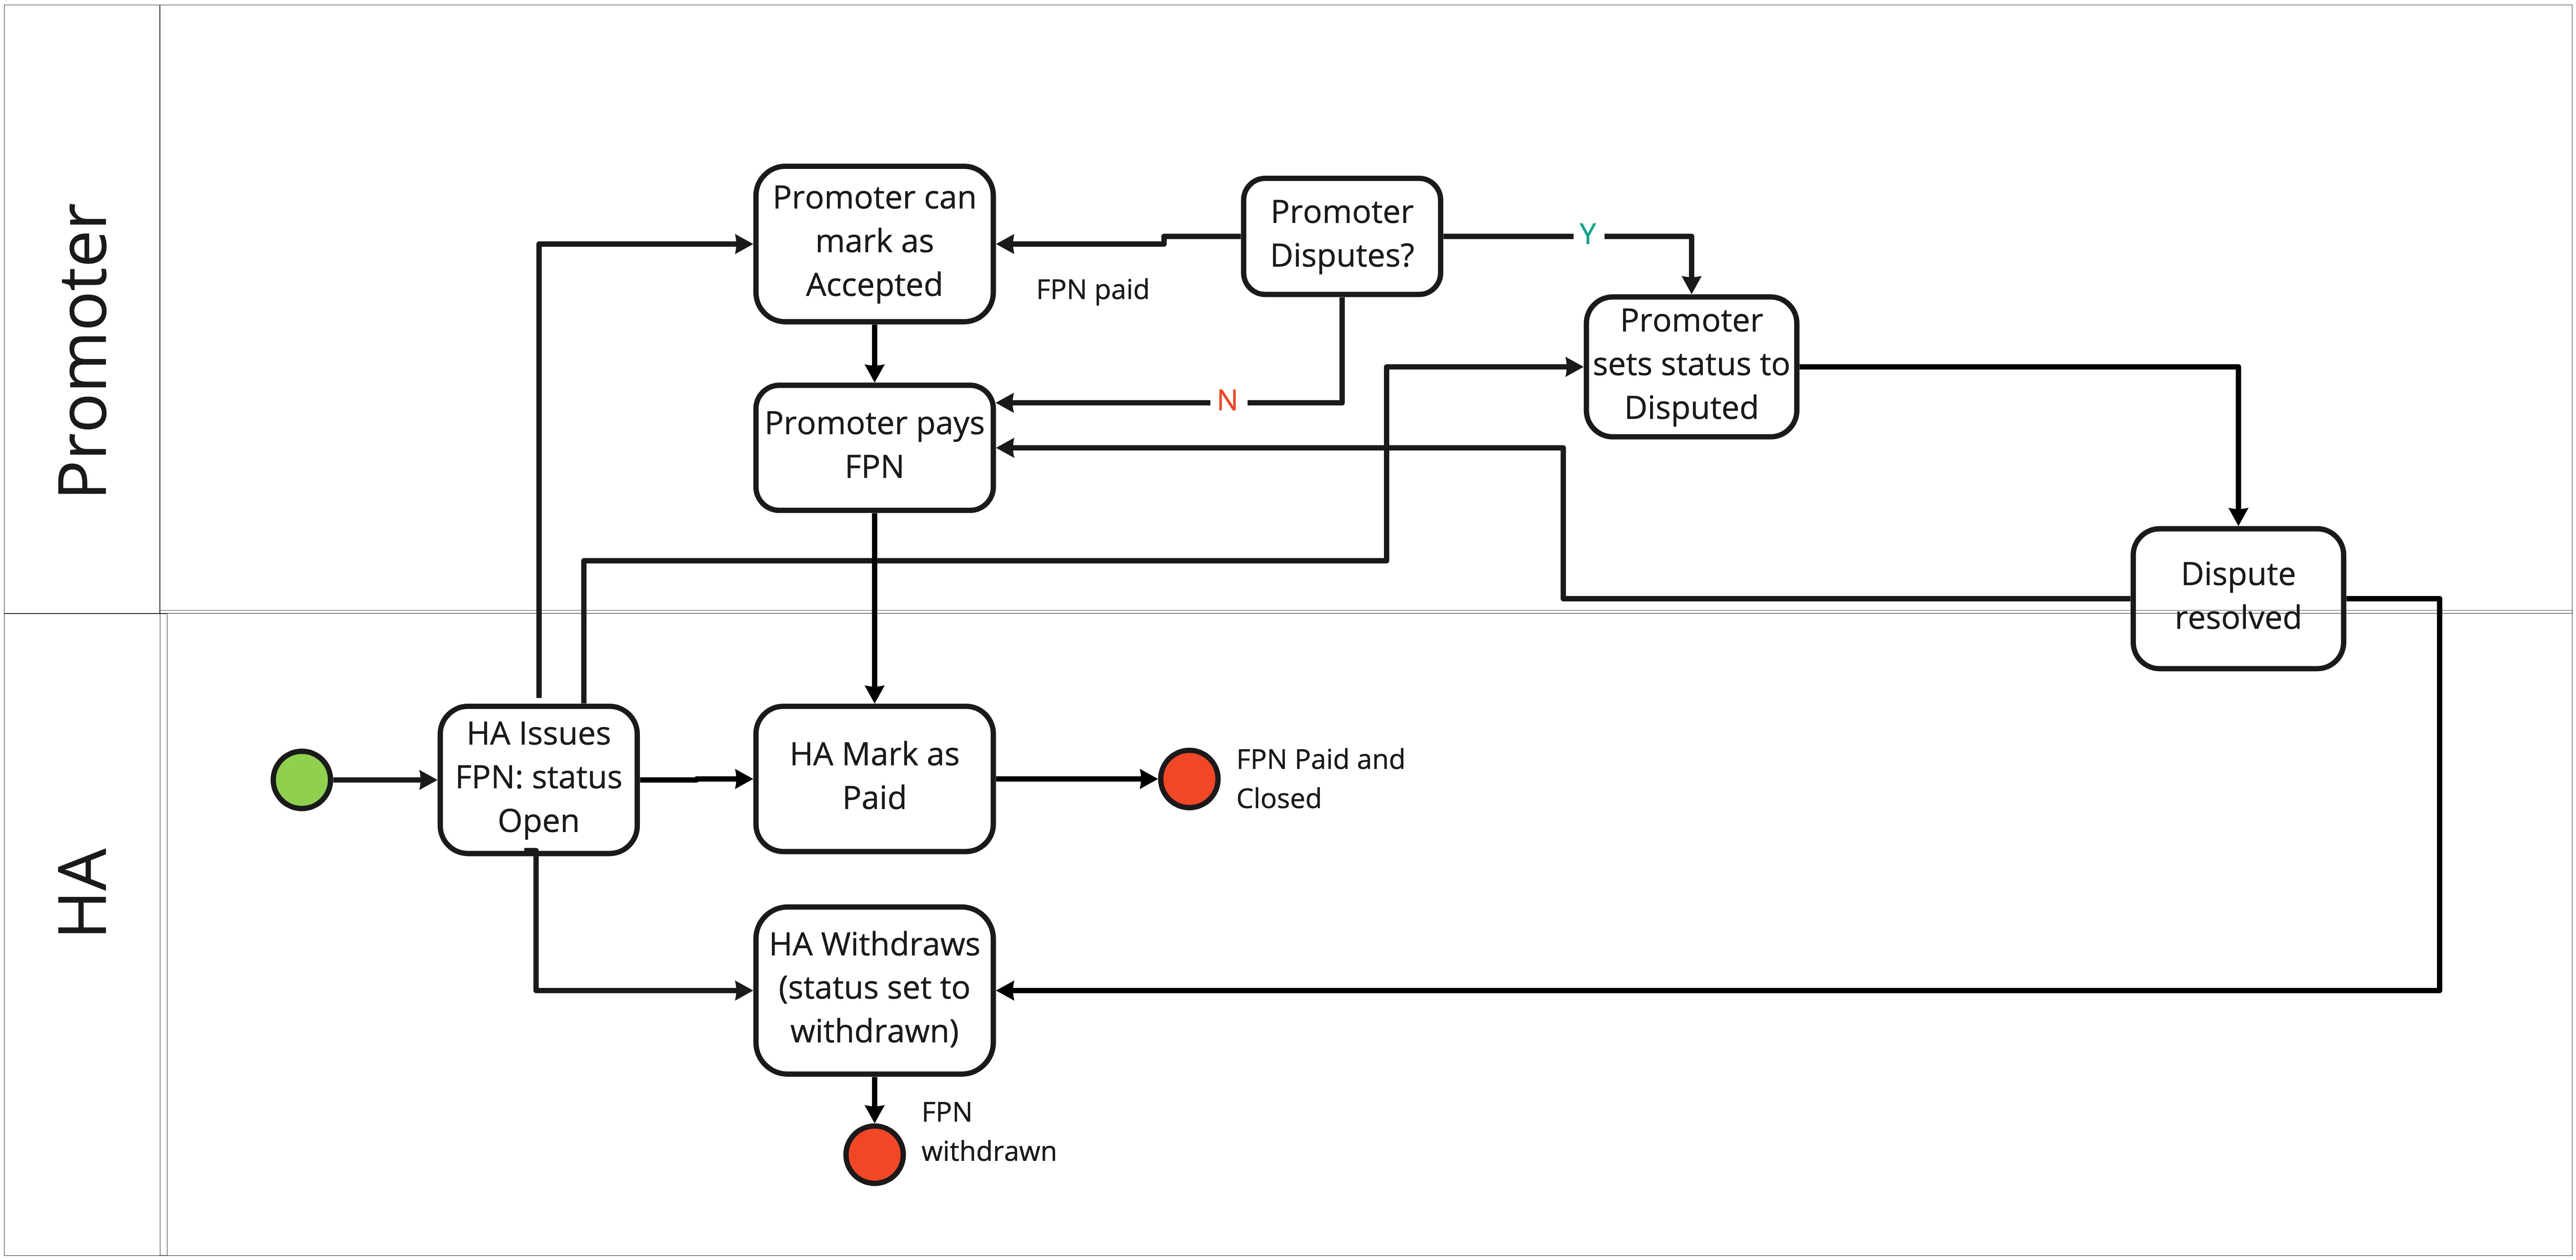 Promoter
Promoter can
mark as
Accepted
FPN paid
Promoter
Disputes?
Y
Promoter
sets status to
Disputed
N
Promoter pays
FPN
Dispute
resolved
HA
HA Issues
FPN: status
Open
HA Mark as
Paid
FPN Paid and
Closed
HA Withdraws
(status set to
withdrawn)
FPN
withdrawn